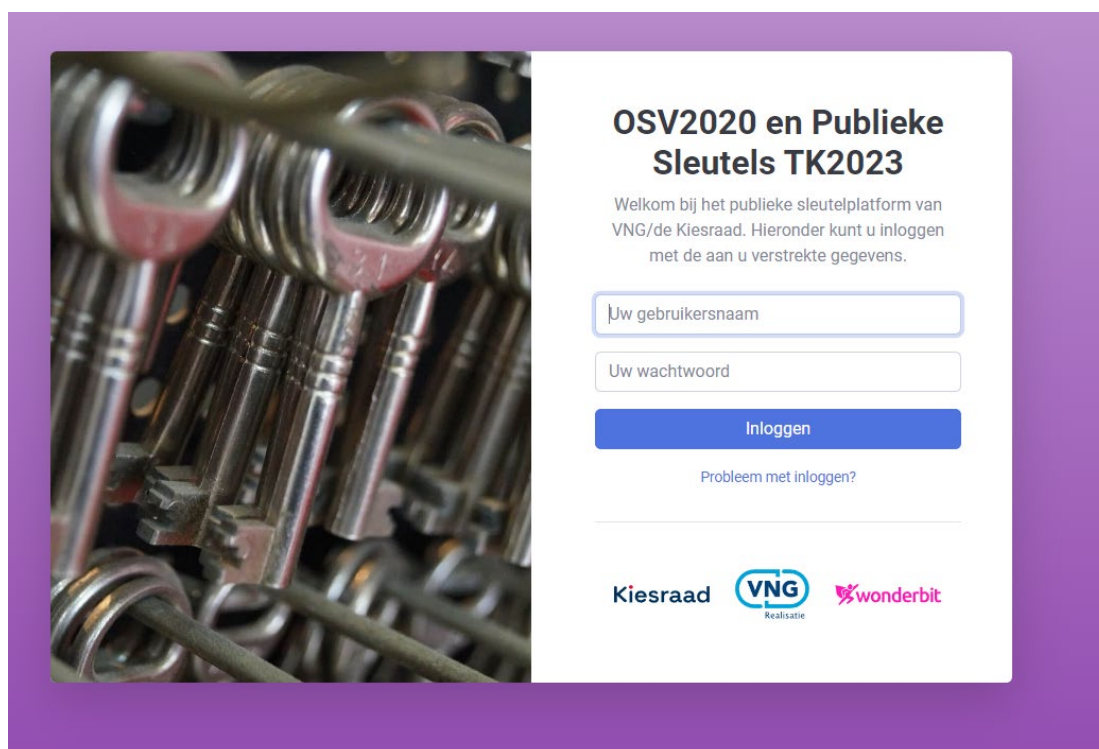 OSV2020 en Publieke
Sleutels TK2023
Welkom bij het publieke sleutelplatform van
VNG/de Kiesraad. Hieronder kunt u inloggen
met de aan u verstrekte gegevens.
Uw gebruikersnaam
Uw wachtwoord
Inloggen
Probleem met inloggen?
Kiesraad
VNG
Realisatie
wonderbit